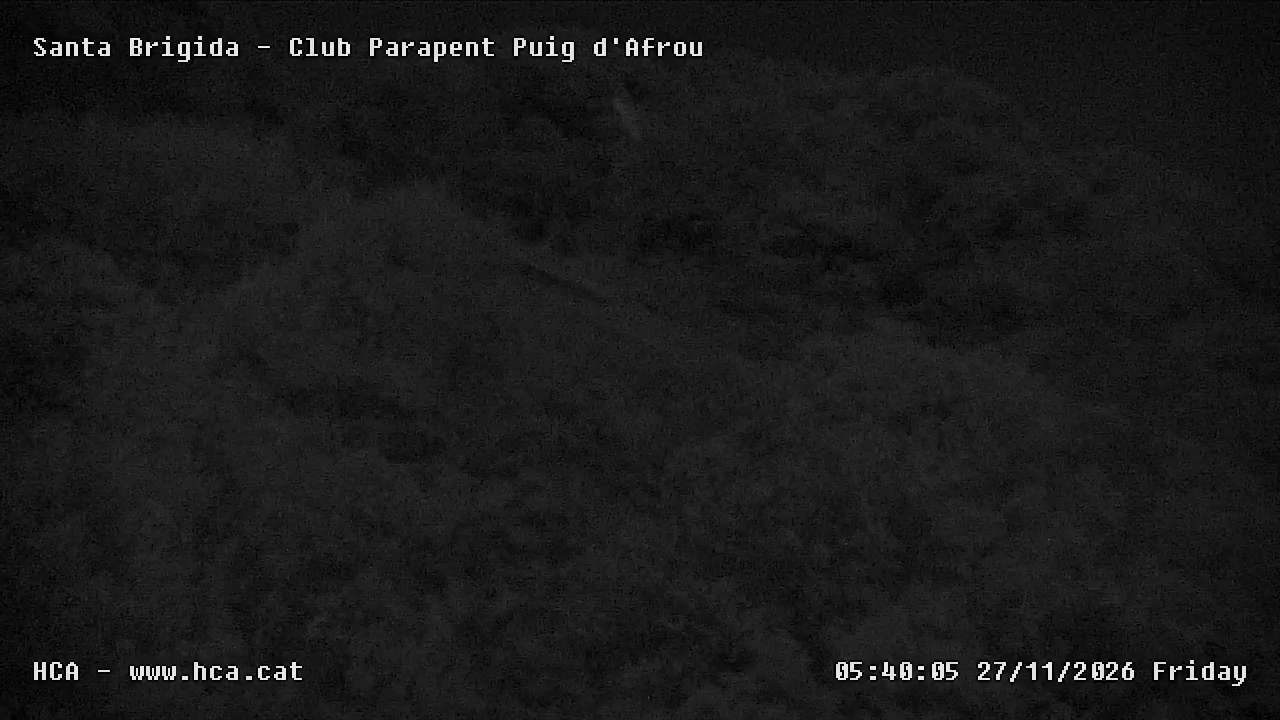 Santa Brigida - Club Parapent Puig d'Afrou
HCA - www.hca.cat
05:40:05 27/11/2026 Friday